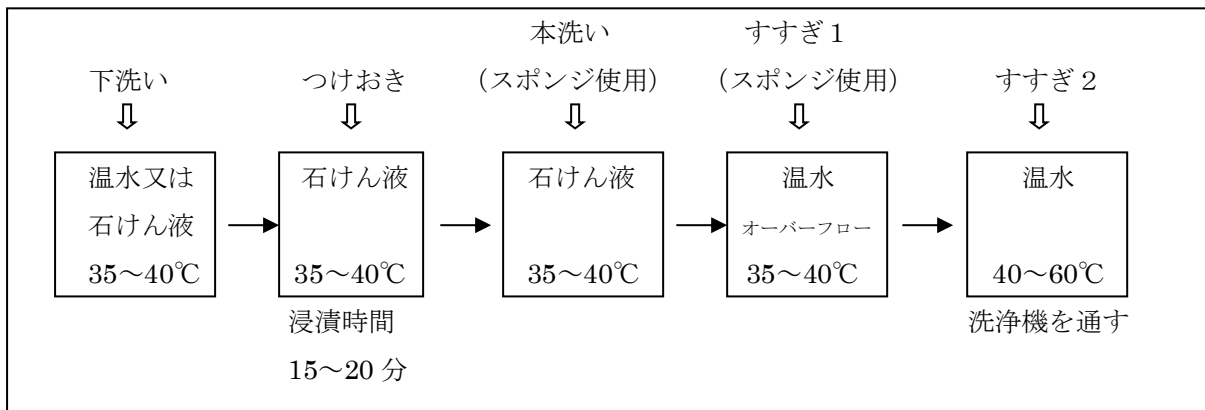 下洗い
温水又は
石けん液
35～40℃
つけおき
石けん液
35～40℃
浸漬時間
15～20 分
本洗い
（スポンジ使用）
石けん液
35～40℃
すすぎ１
（スポンジ使用）
温水
オーバーフロー
35～40℃
すすぎ２
温水
40～60℃
洗浄機を通す